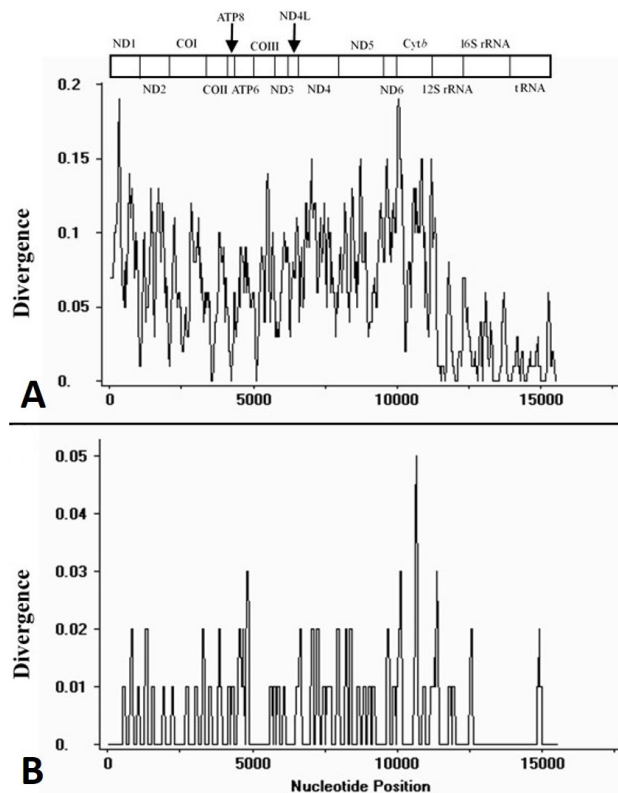 ATP8 ND4L
ND1 COI COIII ND5 Cytb 16S rRNA
ND2 COII ATP6 ND3 ND4 ND6 12S rRNA tRNA
0.2
0.15
0.1
0.05
0.
Divergence
A
0 5000 10000 15000
0.05
0.04
0.03
0.02
0.01
0.
Divergence
B
0 5000 10000 15000
Nucleotide Position